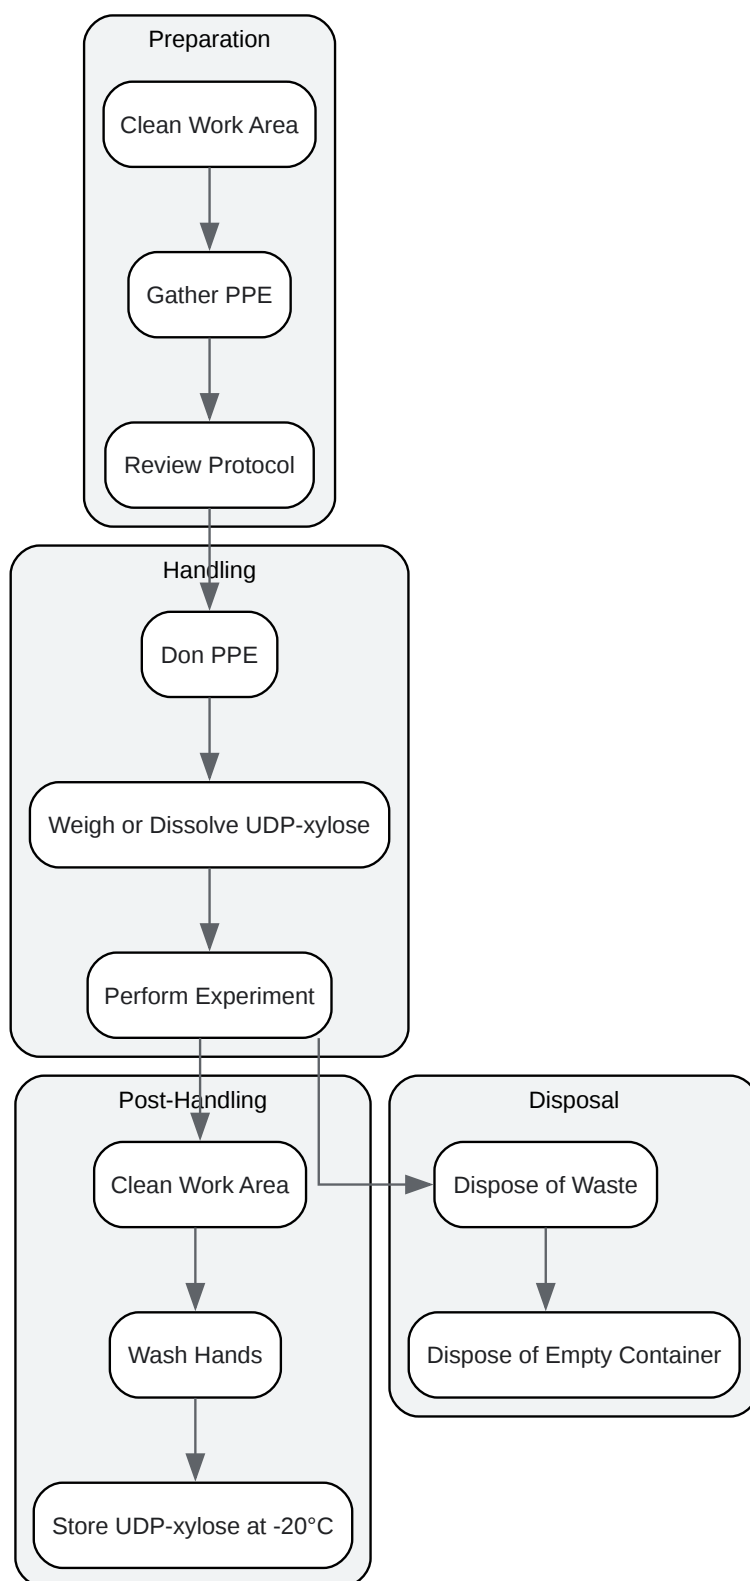 Preparation
Clean Work Area
Gather PPE
Review Protocol
Handling
Don PPE
Weigh or Dissolve UDP-xylose
Perform Experiment
Post-Handling
Clean Work Area
Wash Hands
Store UDP-xylose at -20°C
Disposal
Dispose of Waste
Dispose of Empty Container